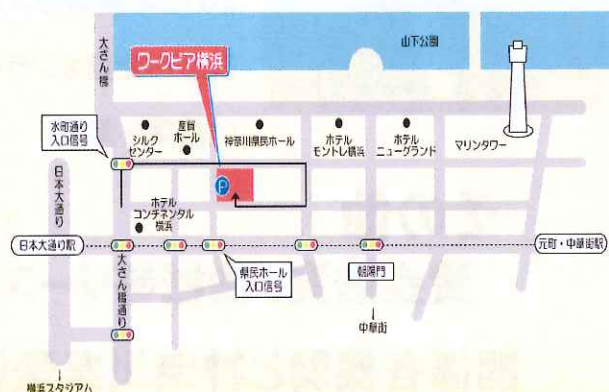 山下公園
大さん橋
ワークピア横浜
水町通り
入口信号
シルク
センター
産貿
ホール
神奈川県民ホール
ホテル
モントレ横浜
ホテル
ニューグランド
マリンタワー
日本大通り
P
ホテル
コンチネンタル
横浜
日本大通り駅
元町・中華街駅
大さん橋通り
県民ホール
入口信号
朝陽門
中華街
横浜スタジアム